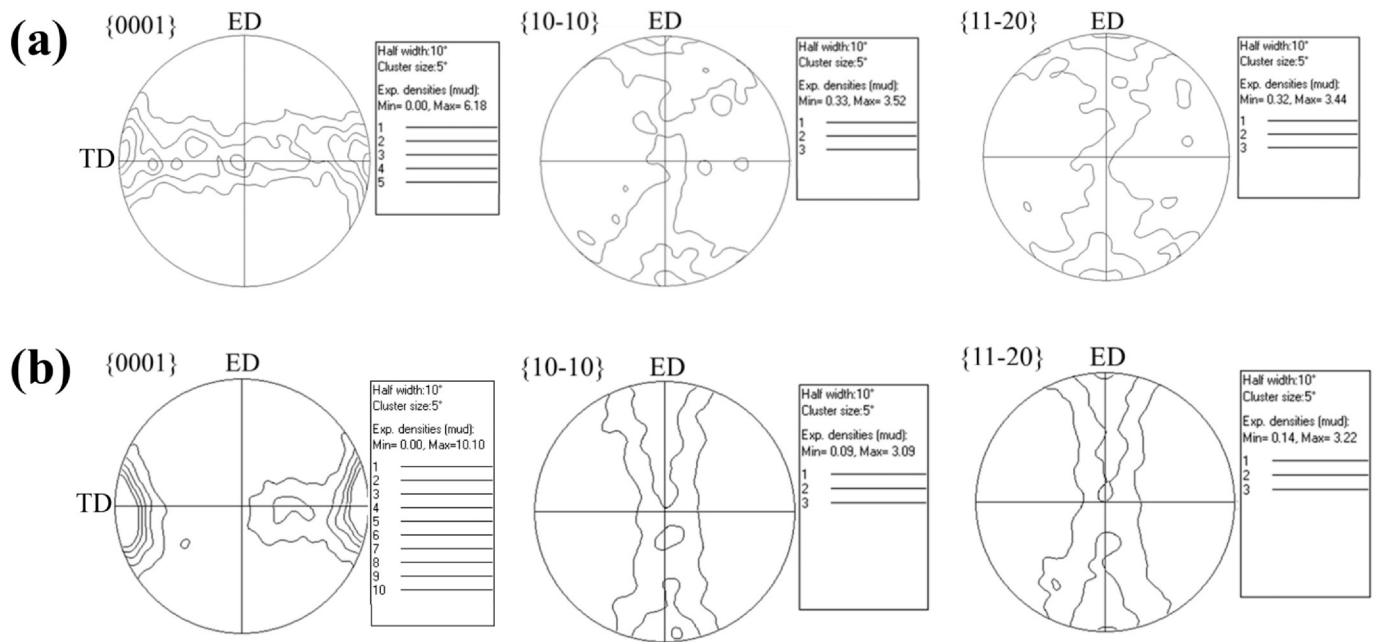 (a)
{0001}
ED
TD
Half width:10°
Cluster size:5°
Exp. densities (mud):
Min= 0.00, Max= 6.18
1
2
3
4
5
{10-10}
ED
Half width:10°
Cluster size:5°
Exp. densities (mud):
Min= 0.33, Max= 3.52
1
2
3
{11-20}
ED
Half width:10°
Cluster size:5°
Exp. densities (mud):
Min= 0.32, Max= 3.44
1
2
3
(b)
{0001}
ED
TD
Half width:10°
Cluster size:5°
Exp. densities (mud):
Min= 0.00, Max=10.10
1
2
3
4
5
6
7
8
9
10
{10-10}
ED
Half width:10°
Cluster size:5°
Exp. densities (mud):
Min= 0.09, Max= 3.09
1
2
3
{11-20}
ED
Half width:10°
Cluster size:5°
Exp. densities (mud):
Min= 0.14, Max= 3.22
1
2
3